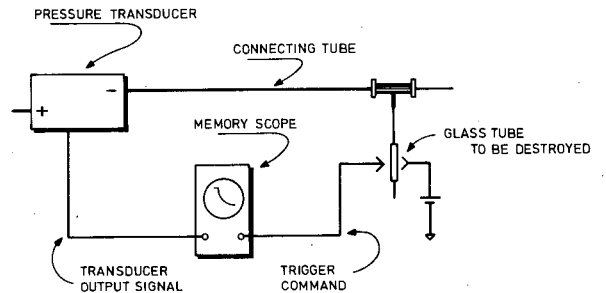 PRESSURE TRANSDUCER
CONNECTING TUBE
− +
MEMORY SCOPE
GLASS TUBE
TO BE DESTROYED
TRANSDUCER
OUTPUT SIGNAL
TRIGGER
COMMAND